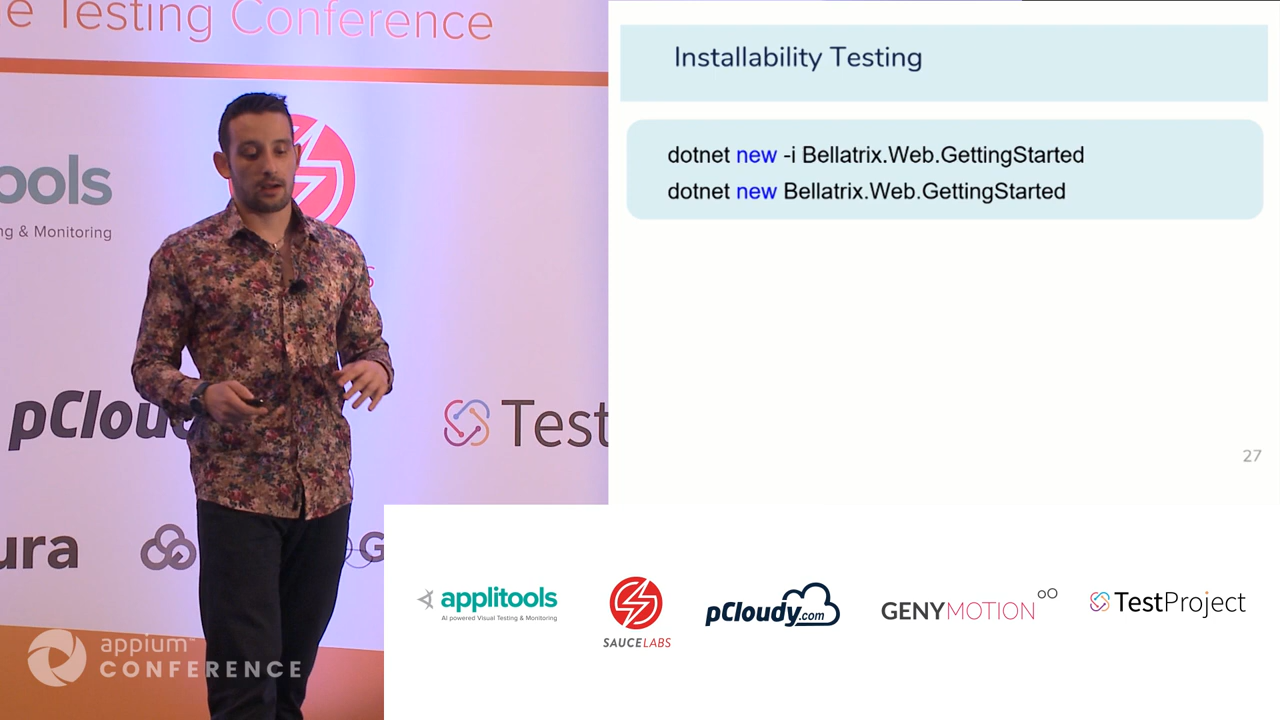 e Testing Conference
ools
ng & Monitoring
S
pClou
Test
ura
G
appium™
CONFERENCE
Installability Testing
dotnet new -i Bellatrix.Web.GettingStarted
dotnet new Bellatrix.Web.GettingStarted
27
applitools
AI powered Visual Testing & Monitoring
SAUCELABS
pCloudy.com
GENYMOTION
TestProject